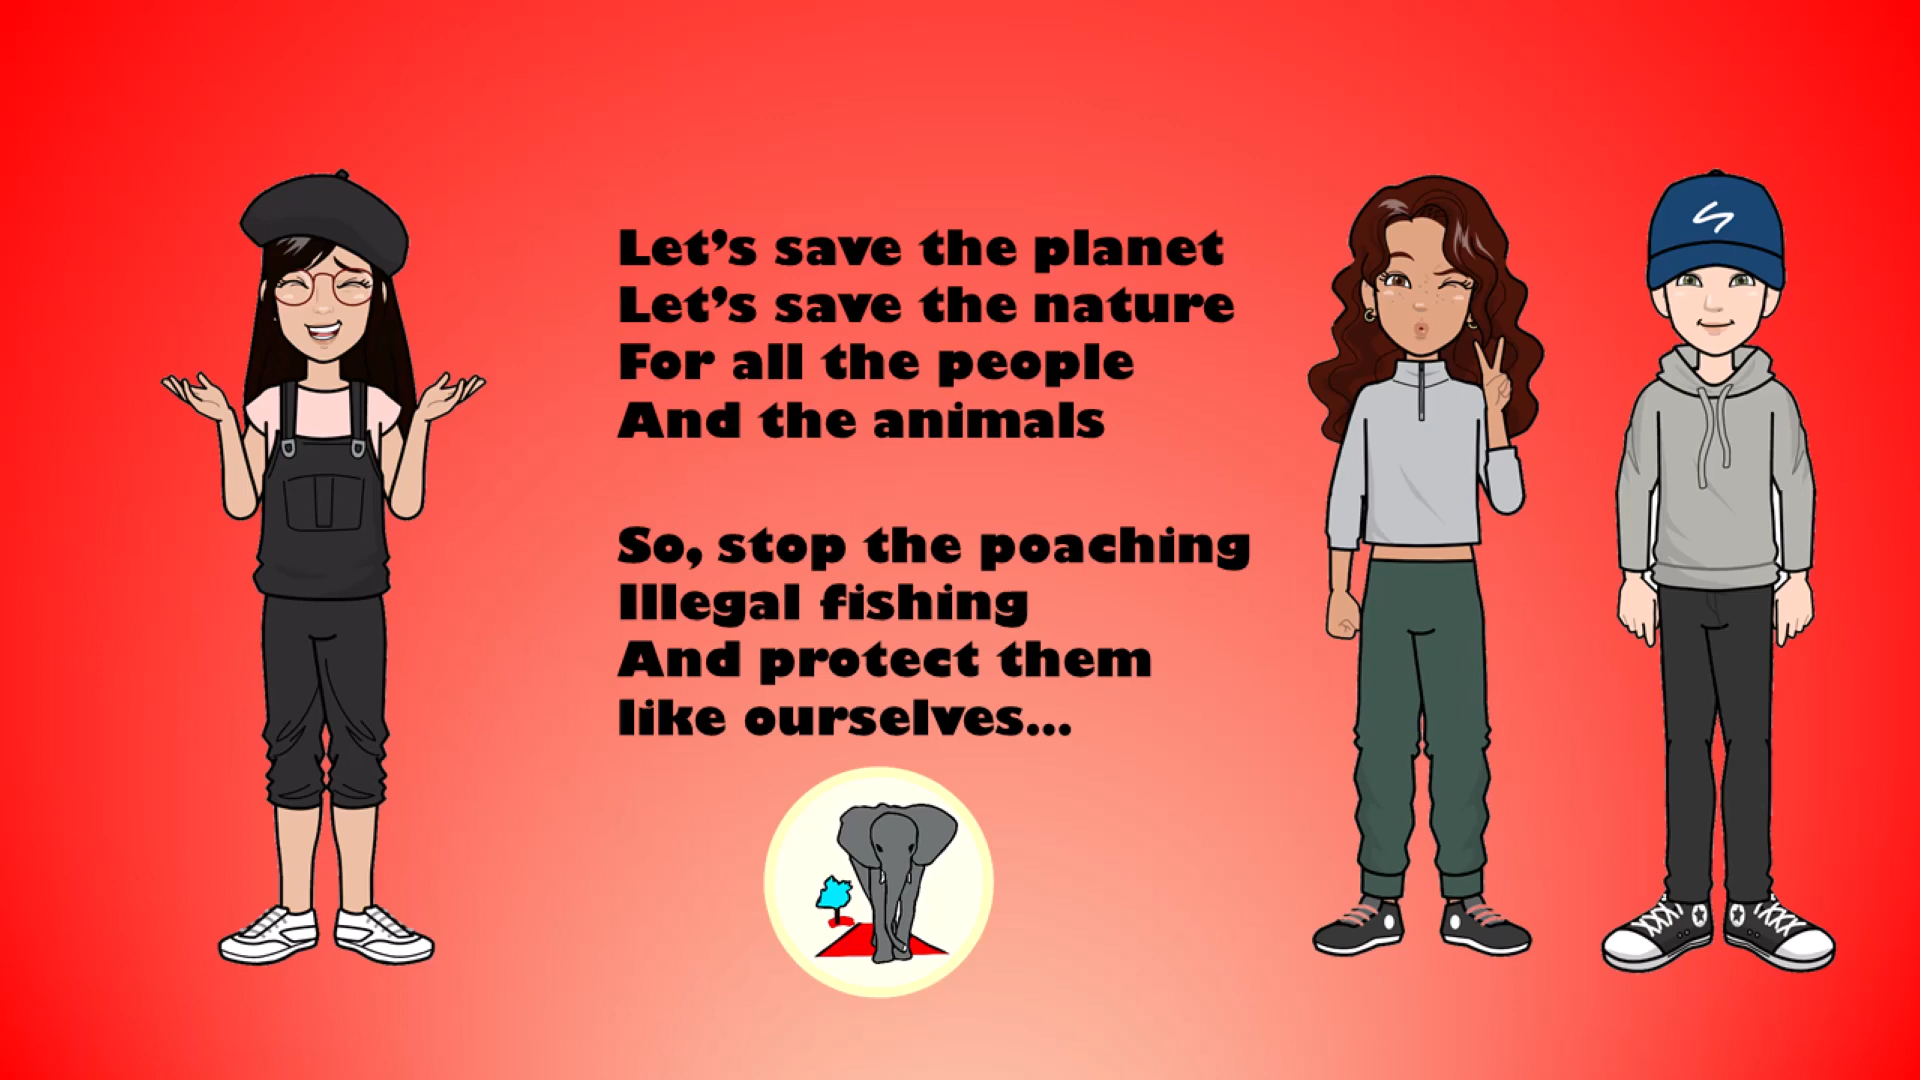 Let’s save the planet
Let’s save the nature
For all the people
And the animals
So, stop the poaching
Illegal fishing
And protect them
like ourselves...